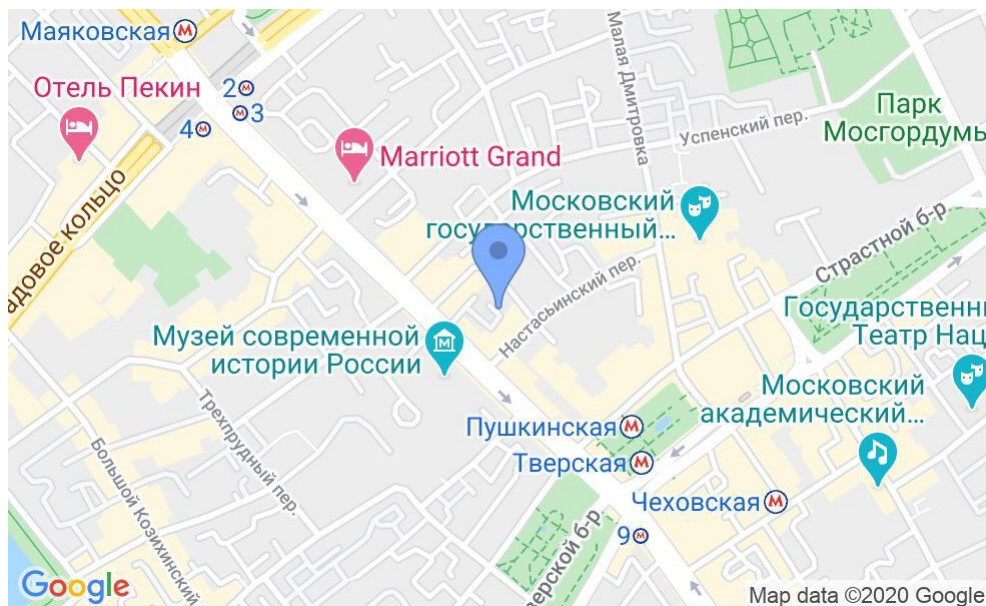 Маяковская
Отель Пекин
2
3
4
Marriott Grand
Малая Дмитровка
Успенский пер.
Парк
Мосгордумы
Московский
государственный...
Страстной б-р
адовое кольцо
Настасьинский пер.
Музей современной
истории России
Государственн
Театр Нац
Московский
академический...
Трехпрудный пер.
Большой Козихинский
Пушкинская
Тверская
Чеховская
9
верской б-р
Google
Map data ©2020 Google